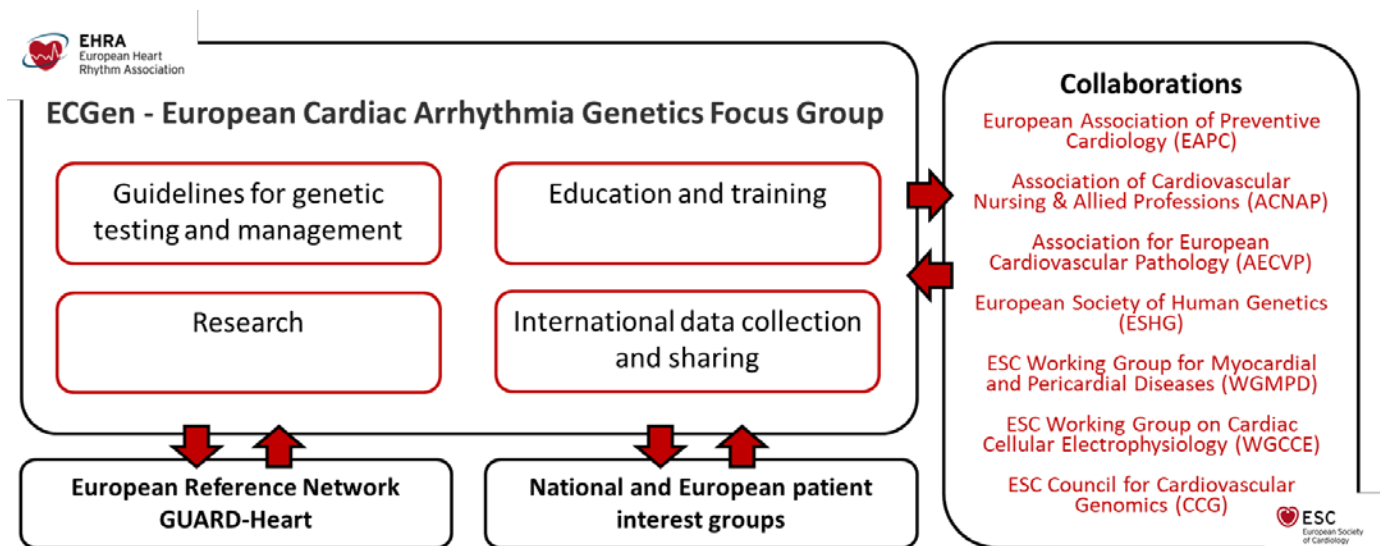 EHRA
European Heart
Rhythm Association
ECGen - European Cardiac Arrhythmia Genetics Focus Group
Guidelines for genetic
testing and management
Education and training
Research
International data collection
and sharing
European Reference Network
GUARD-Heart
National and European patient
interest groups
Collaborations
European Association of Preventive
Cardiology (EAPC)
Association of Cardiovascular
Nursing & Allied Professions (ACNAP)
Association for European
Cardiovascular Pathology (AECVP)
European Society of Human Genetics
(ESHG)
ESC Working Group for Myocardial
and Pericardial Diseases (WGMPD)
ESC Working Group on Cardiac
Cellular Electrophysiology (WGCCE)
ESC Council for Cardiovascular
Genomics (CCG)
ESC
European Society
of Cardiology